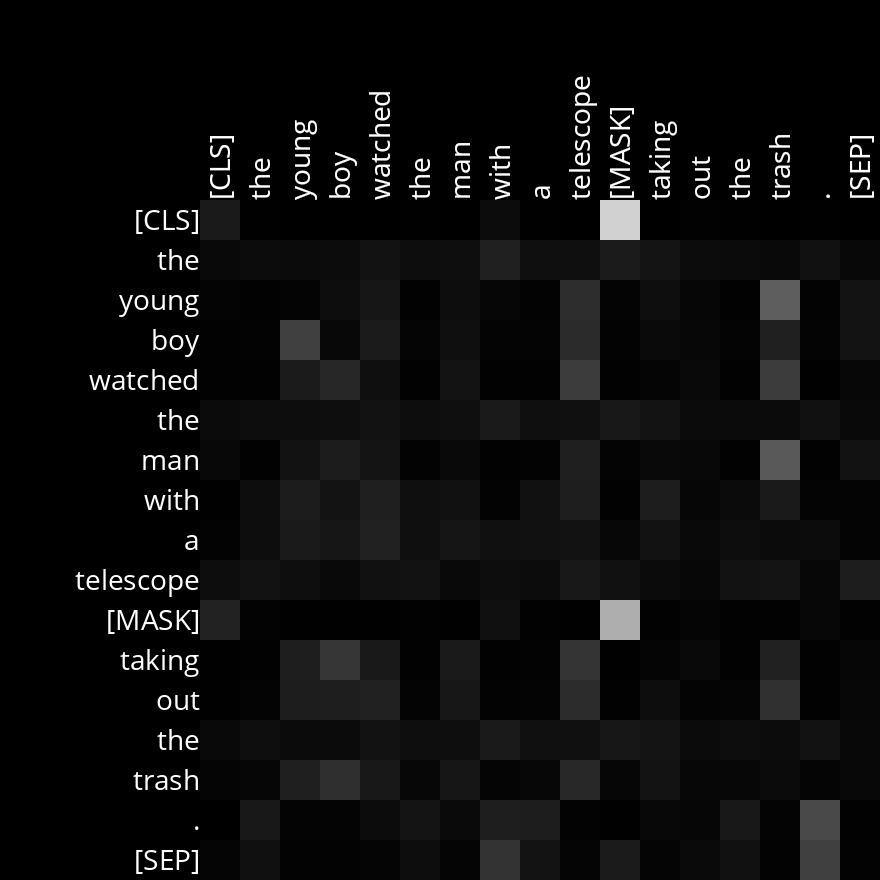 [CLS] the young boy watched the man with a telescope [MASK] taking out the trash . [SEP]
[CLS]
the
young
boy
watched
the
man
with
a
telescope
[MASK]
taking
out
the
trash
.
[SEP]